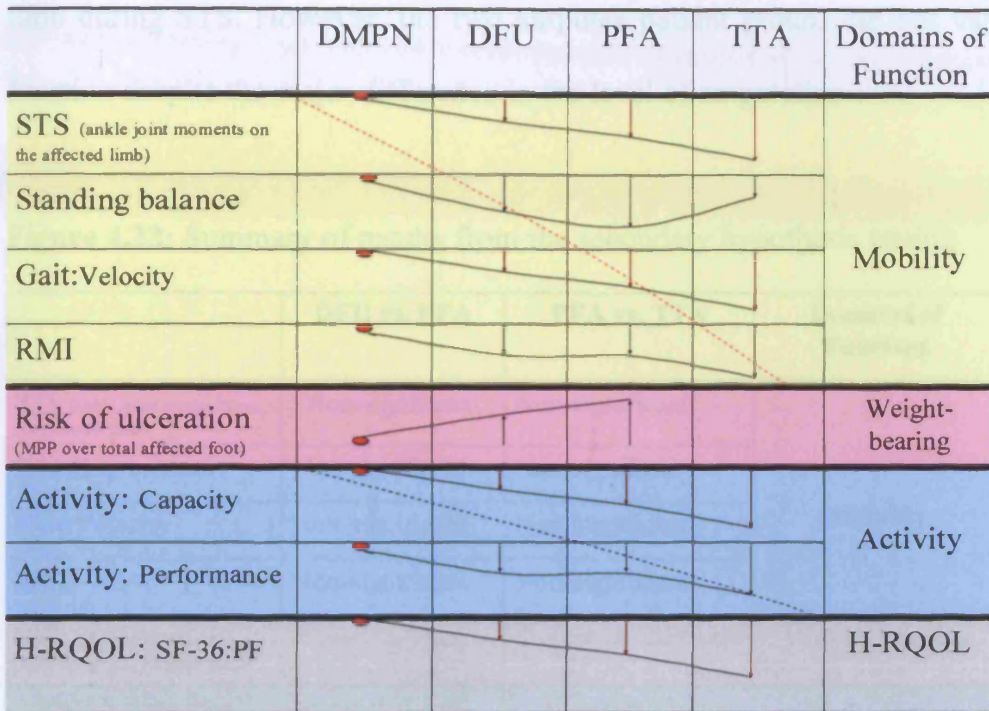 DMPN DFU PFA TTA Domains of
Function
STS (ankle joint moments on
the affected limb)
Standing balance
Gait:Velocity
Mobility
RMI
Risk of ulceration
(MPP over total affected foot)
Weight-
bearing
Activity: Capacity
Activity
Activity: Performance
H-RQOL: SF-36:PF H-RQOL